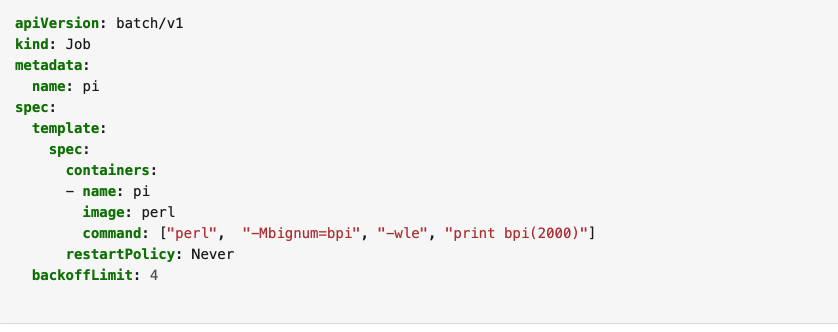 apiVersion: batch/v1
kind: Job
metadata:
  name: pi
spec:
  template:
    spec:
      containers:
      - name: pi
        image: perl
        command: ["perl",  "-Mbignum=bpi", "-wle", "print bpi(2000)"]
      restartPolicy: Never
  backoffLimit: 4